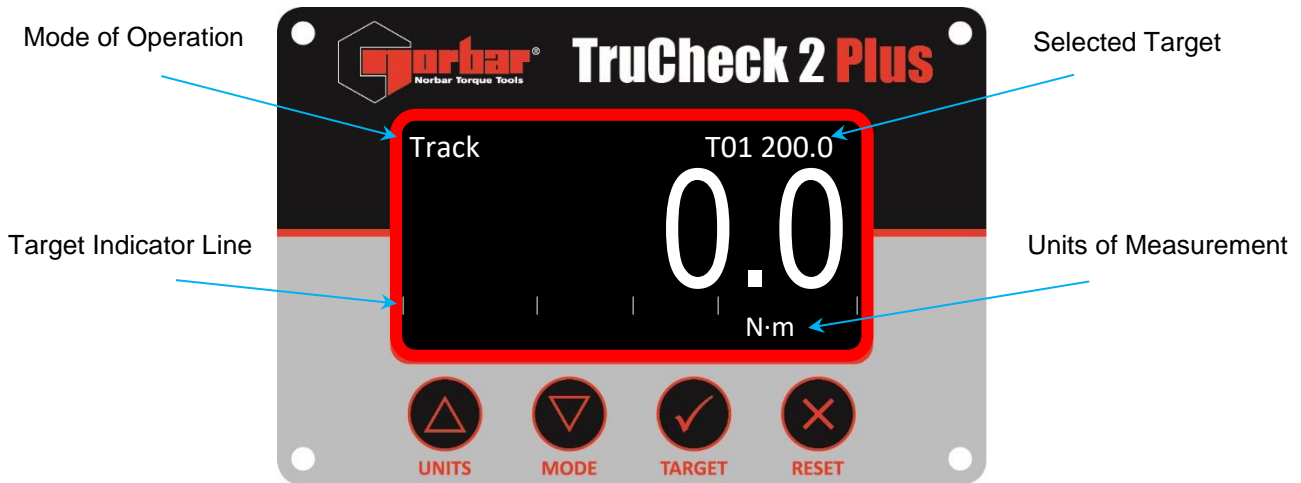 Mode of Operation
Selected Target
norbar®
Norbar Torque Tools
TruCheck 2 Plus
Track
T01 200.0
0.0
Target Indicator Line
Units of Measurement
N·m
UNITS
MODE
TARGET
RESET